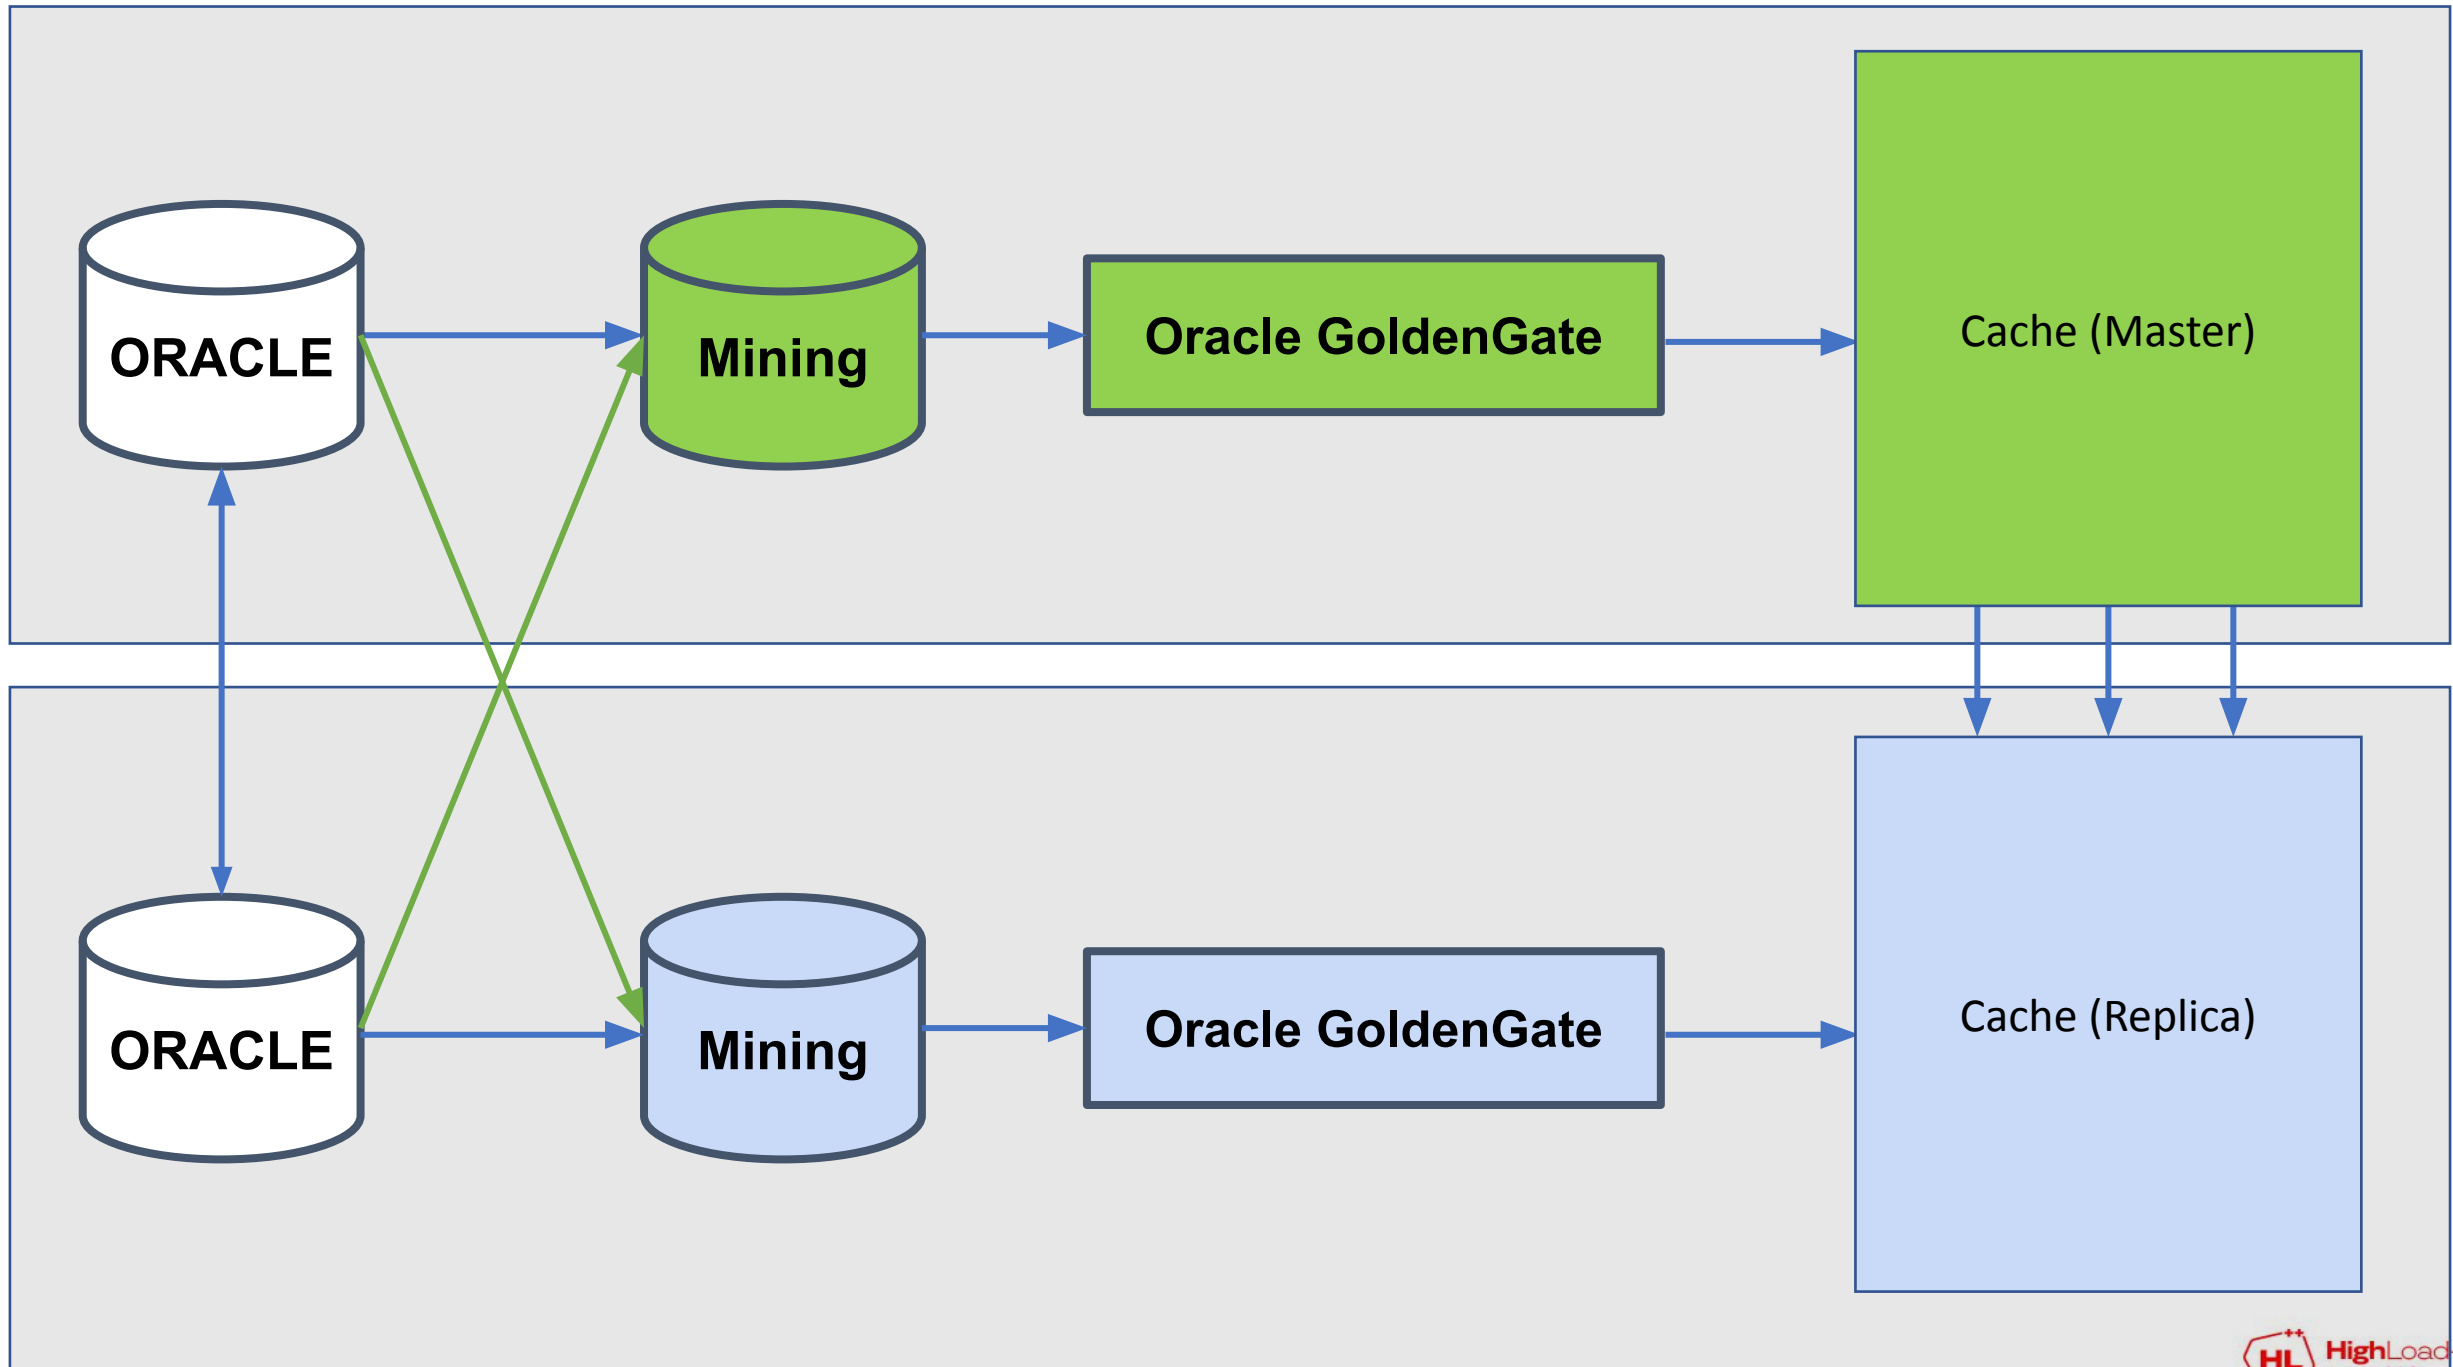 ORACLE
Mining
Oracle GoldenGate
Cache (Master)
ORACLE
Mining
Oracle GoldenGate
Cache (Replica)
++
HL
HighLoad